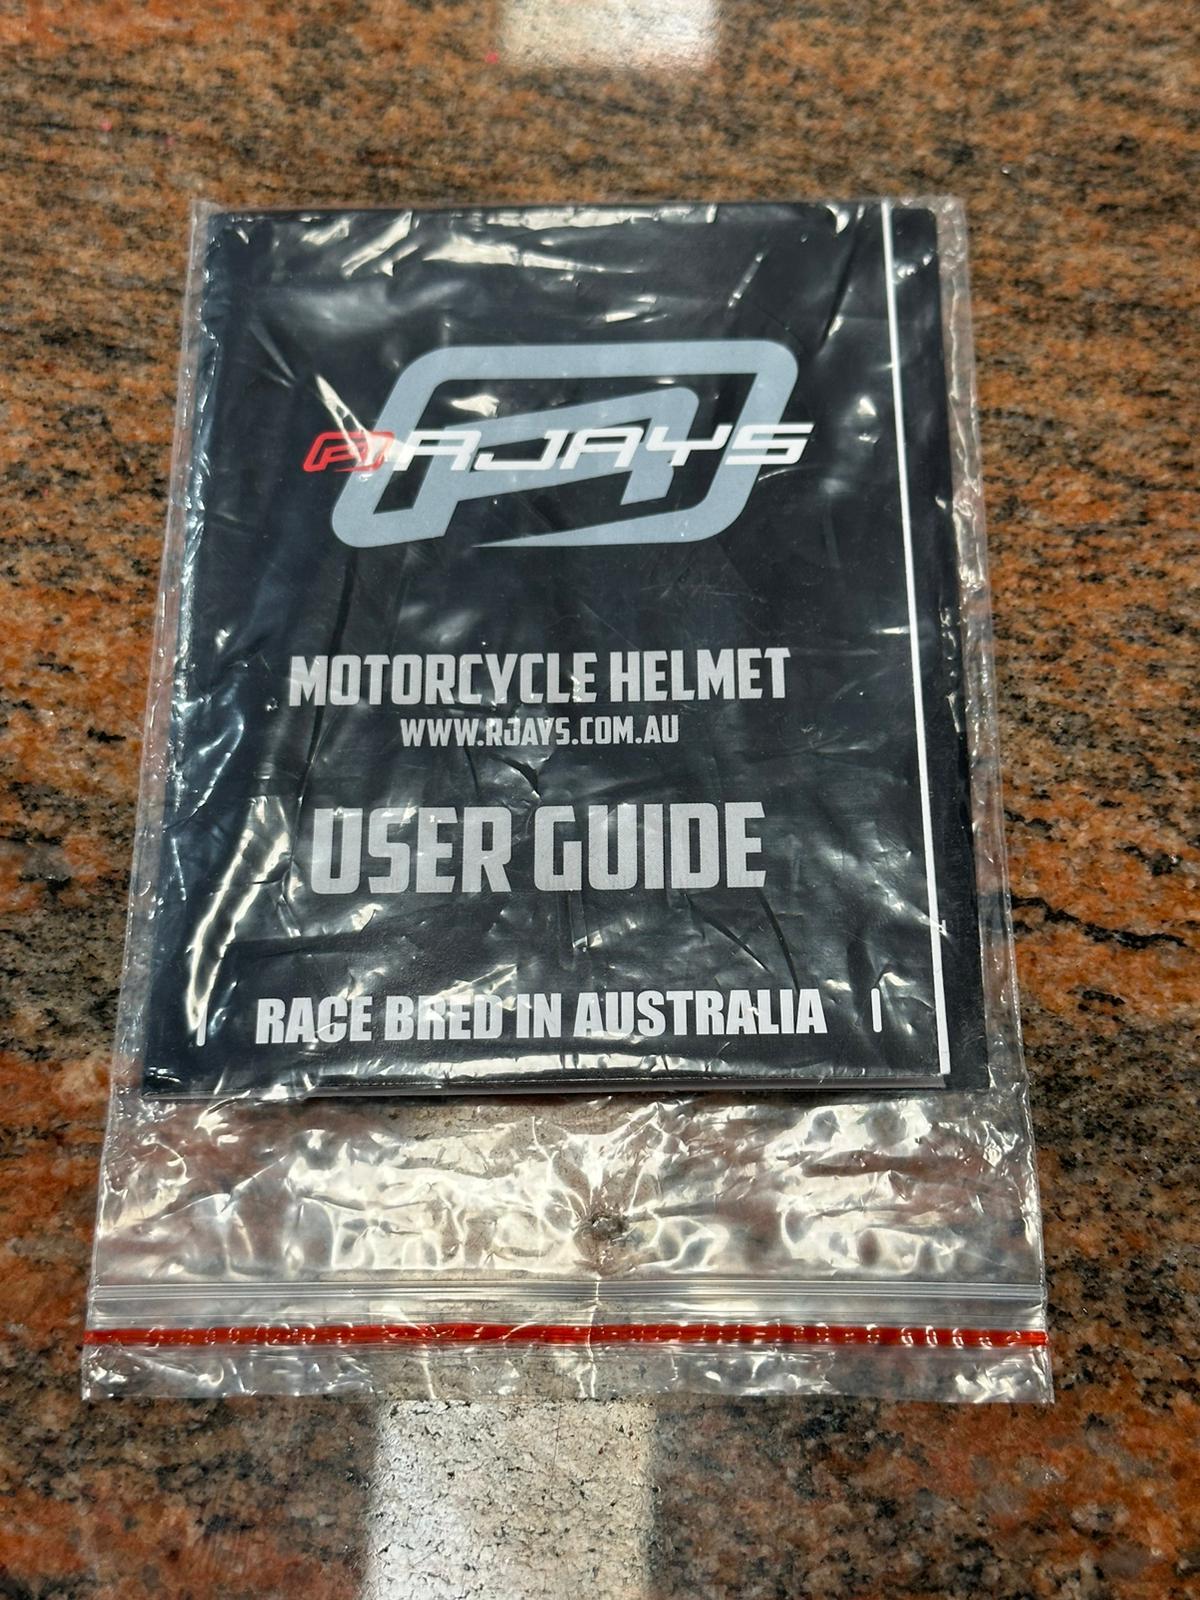 RJAYS
MOTORCYCLE HELMET
WWW.RJAYS.COM.AU
USER GUIDE
RACE BRED IN AUSTRALIA